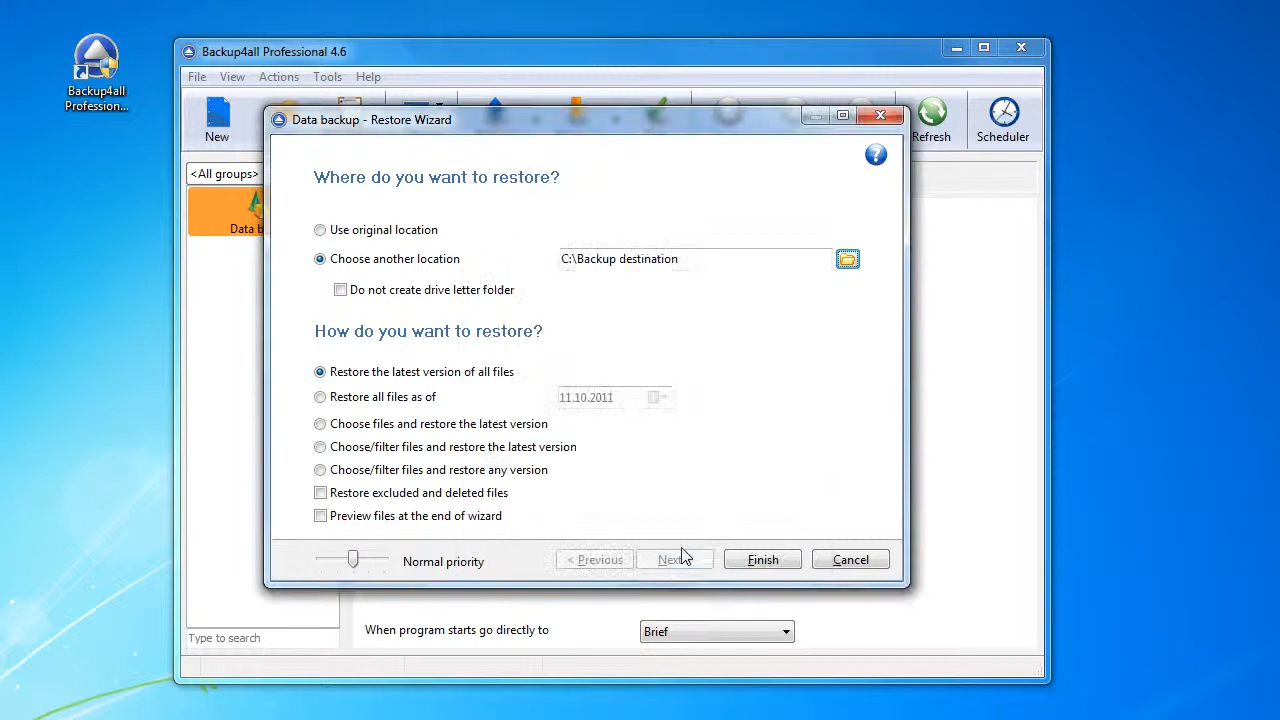 Backup4all
Profession...
Backup4all Professional 4.6
File View Actions Tools Help
New
Refresh
Scheduler
<All groups>
Data b
Data backup - Restore Wizard
Where do you want to restore?
Use original location
Choose another location C:\Backup destination
Do not create drive letter folder
How do you want to restore?
Restore the latest version of all files
Restore all files as of 11.10.2011
Choose files and restore the latest version
Choose/filter files and restore the latest version
Choose/filter files and restore any version
Restore excluded and deleted files
Preview files at the end of wizard
Normal priority
< Previous
Next
Finish
Cancel
When program starts go directly to Brief
Type to search